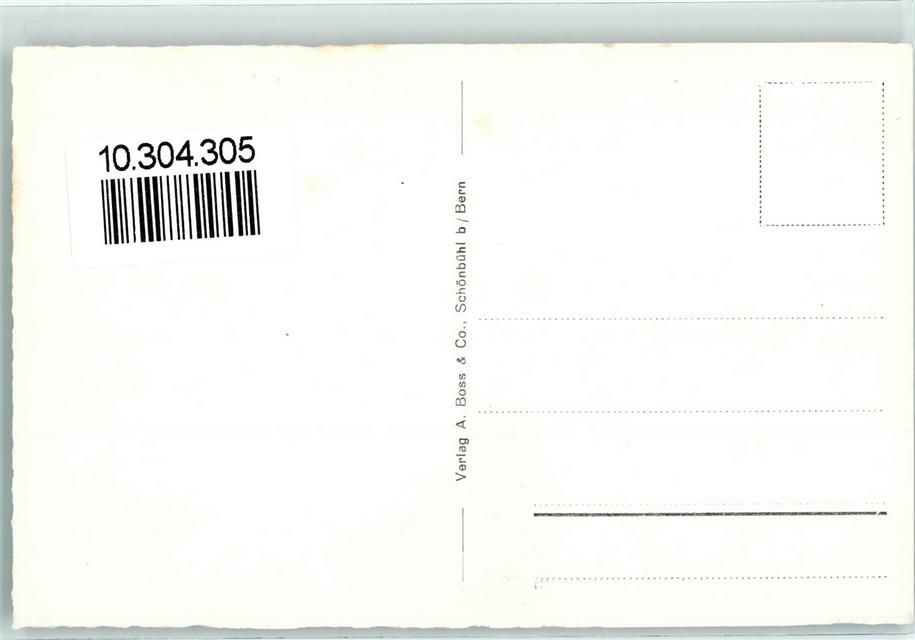 10.304.305
Verlag A. Boss & Co., Schönbühl b/Bern